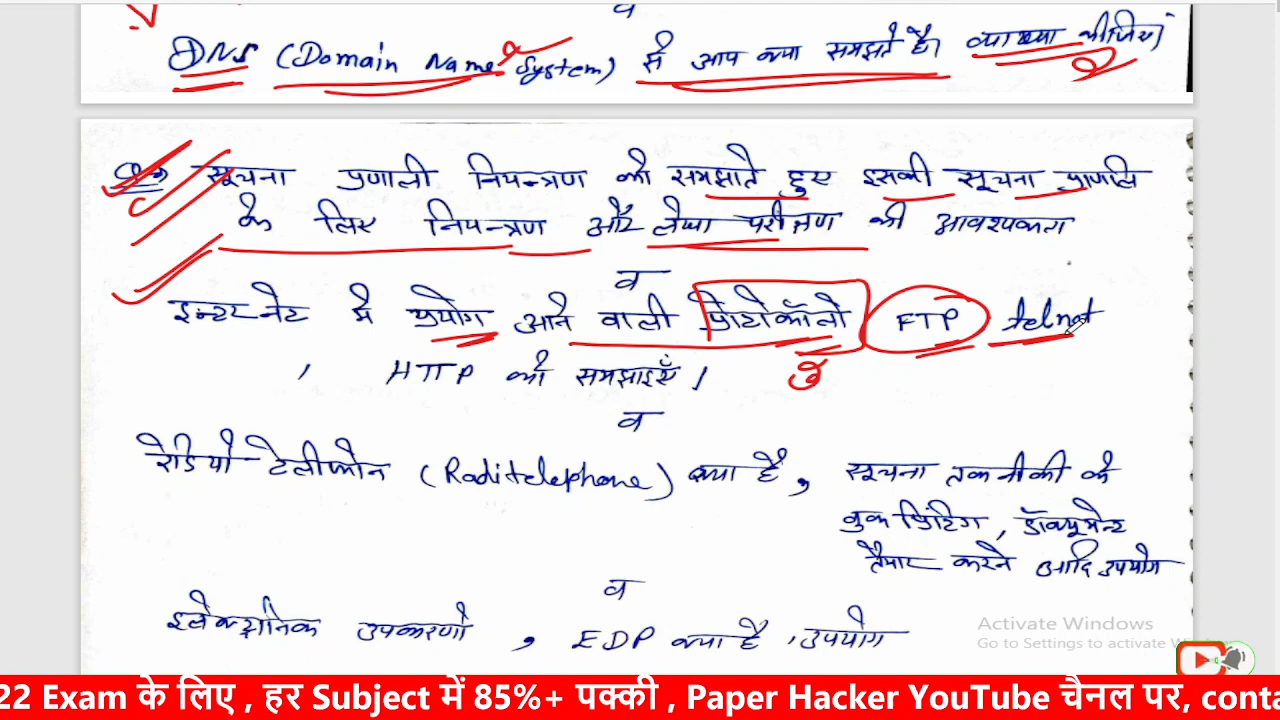 व
DNS (Domain Name System) से आप क्या समझते है। व्याख्या कीजिए।
सूचना प्रणाली नियन्त्रण को समझाते हुए इसकी सूचना प्रणालि
के लिए नियन्त्रण और लेखा परीक्षण की आवश्यकता
व
इन्टरनेट मे प्रयोग आने वाली प्रोटोकॉलो FTP telnet
, HTTP को समझाइएँ।
व
रेडियो टेलीफोन (Raditelephone) क्या है, सूचना तकनीकी के
बुक प्रिंटिग, डॉक्यूमेन्ट
तैयार करने आदि उपयोग
व
इलेक्ट्रानिक उपकरणो , EDP क्या है , उपयोग
Activate Windows
Go to Settings to activate W
22 Exam के लिए , हर Subject में 85%+ पक्की , Paper Hacker YouTube चैनल पर, conta